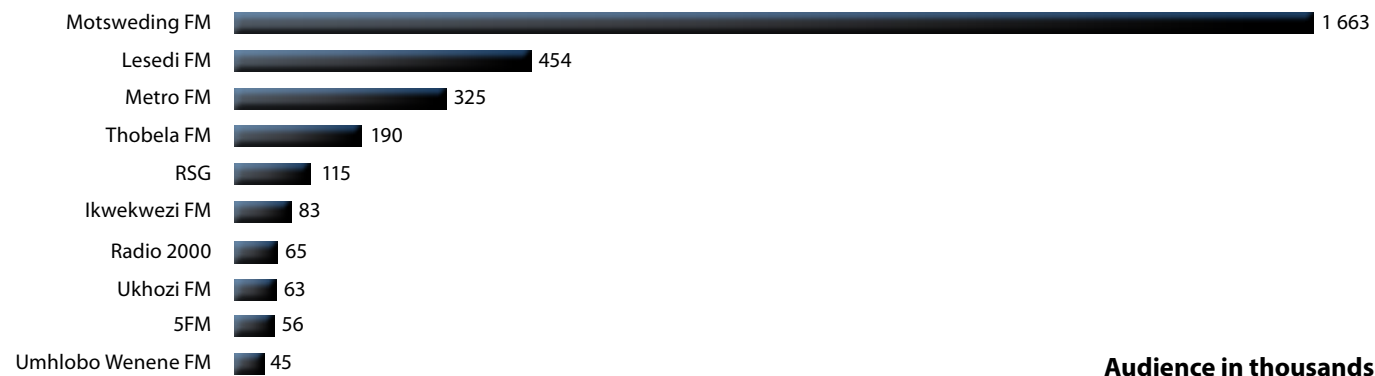 Motsweding FM 1 663
Lesedi FM 454
Metro FM 325
Thobela FM 190
RSG 115
Ikwekwezi FM 83
Radio 2000 65
Ukhozi FM 63
5FM 56
Umhlobo Wenene FM 45
Audience in thousands